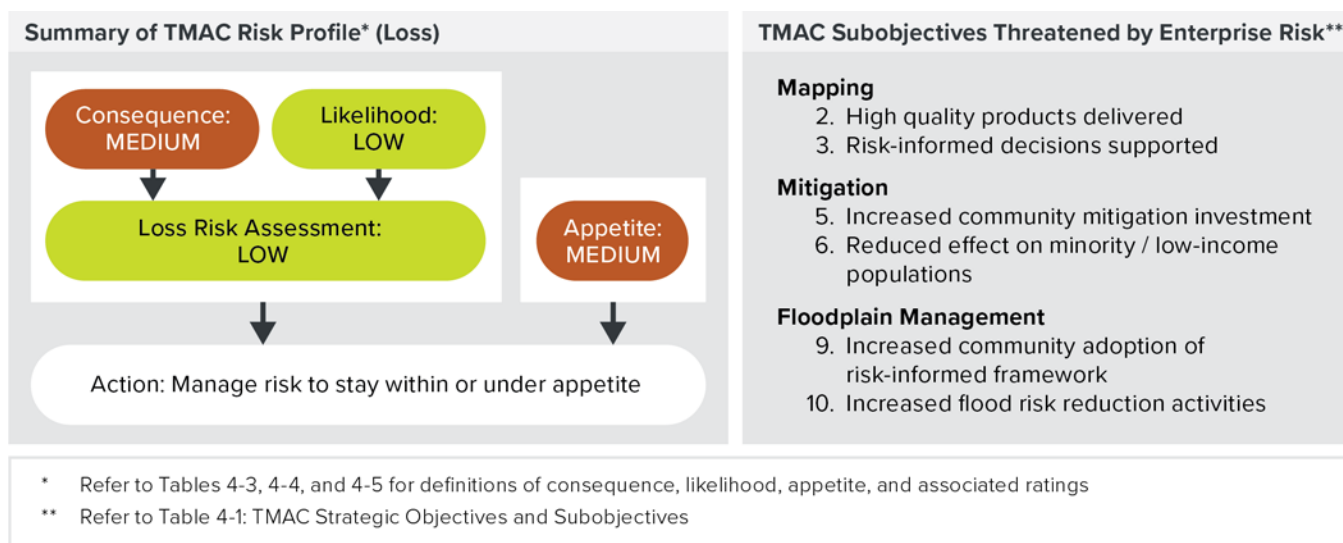 Summary of TMAC Risk Profile* (Loss)
Consequence:
MEDIUM
Likelihood:
LOW
Loss Risk Assessment:
LOW
Appetite:
MEDIUM
Action: Manage risk to stay within or under appetite
TMAC Subobjectives Threatened by Enterprise Risk**
Mapping
2. High quality products delivered
3. Risk-informed decisions supported
Mitigation
5. Increased community mitigation investment
6. Reduced effect on minority / low-income
populations
Floodplain Management
9. Increased community adoption of
risk-informed framework
10. Increased flood risk reduction activities
* Refer to Tables 4-3, 4-4, and 4-5 for definitions of consequence, likelihood, appetite, and associated ratings
** Refer to Table 4-1: TMAC Strategic Objectives and Subobjectives